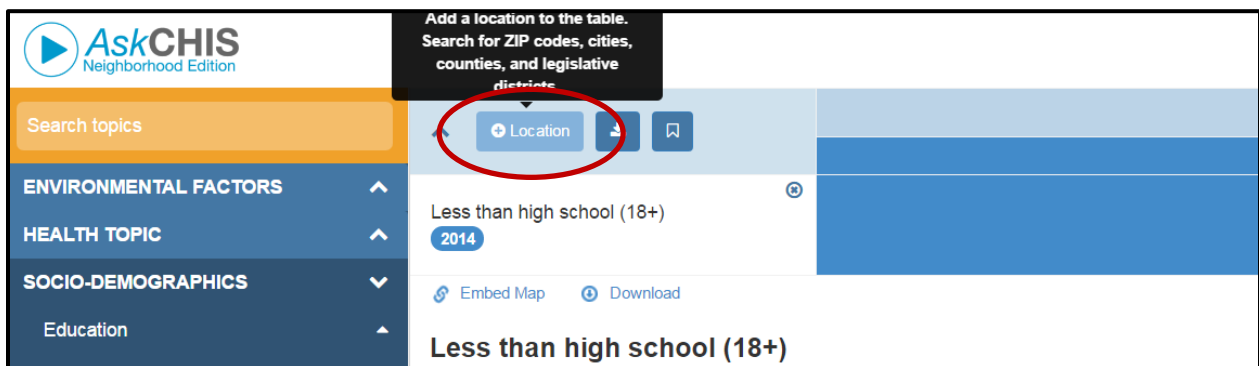 AskCHIS
Neighborhood Edition
Add a location to the table.
Search for ZIP codes, cities,
counties, and legislative
districts
Search topics
Location
ENVIRONMENTAL FACTORS
HEALTH TOPIC
SOCIO-DEMOGRAPHICS
Education
Less than high school (18+)
2014
Embed Map
Download
Less than high school (18+)